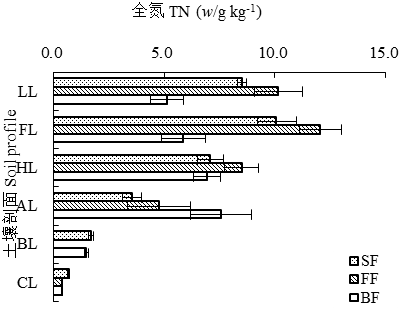 全氮 TN (w/g kg⁻¹)
0.0 5.0 10.0 15.0
土壤剖面 Soil profile
LL
FL
HL
AL
BL
CL
SF
FF
BF